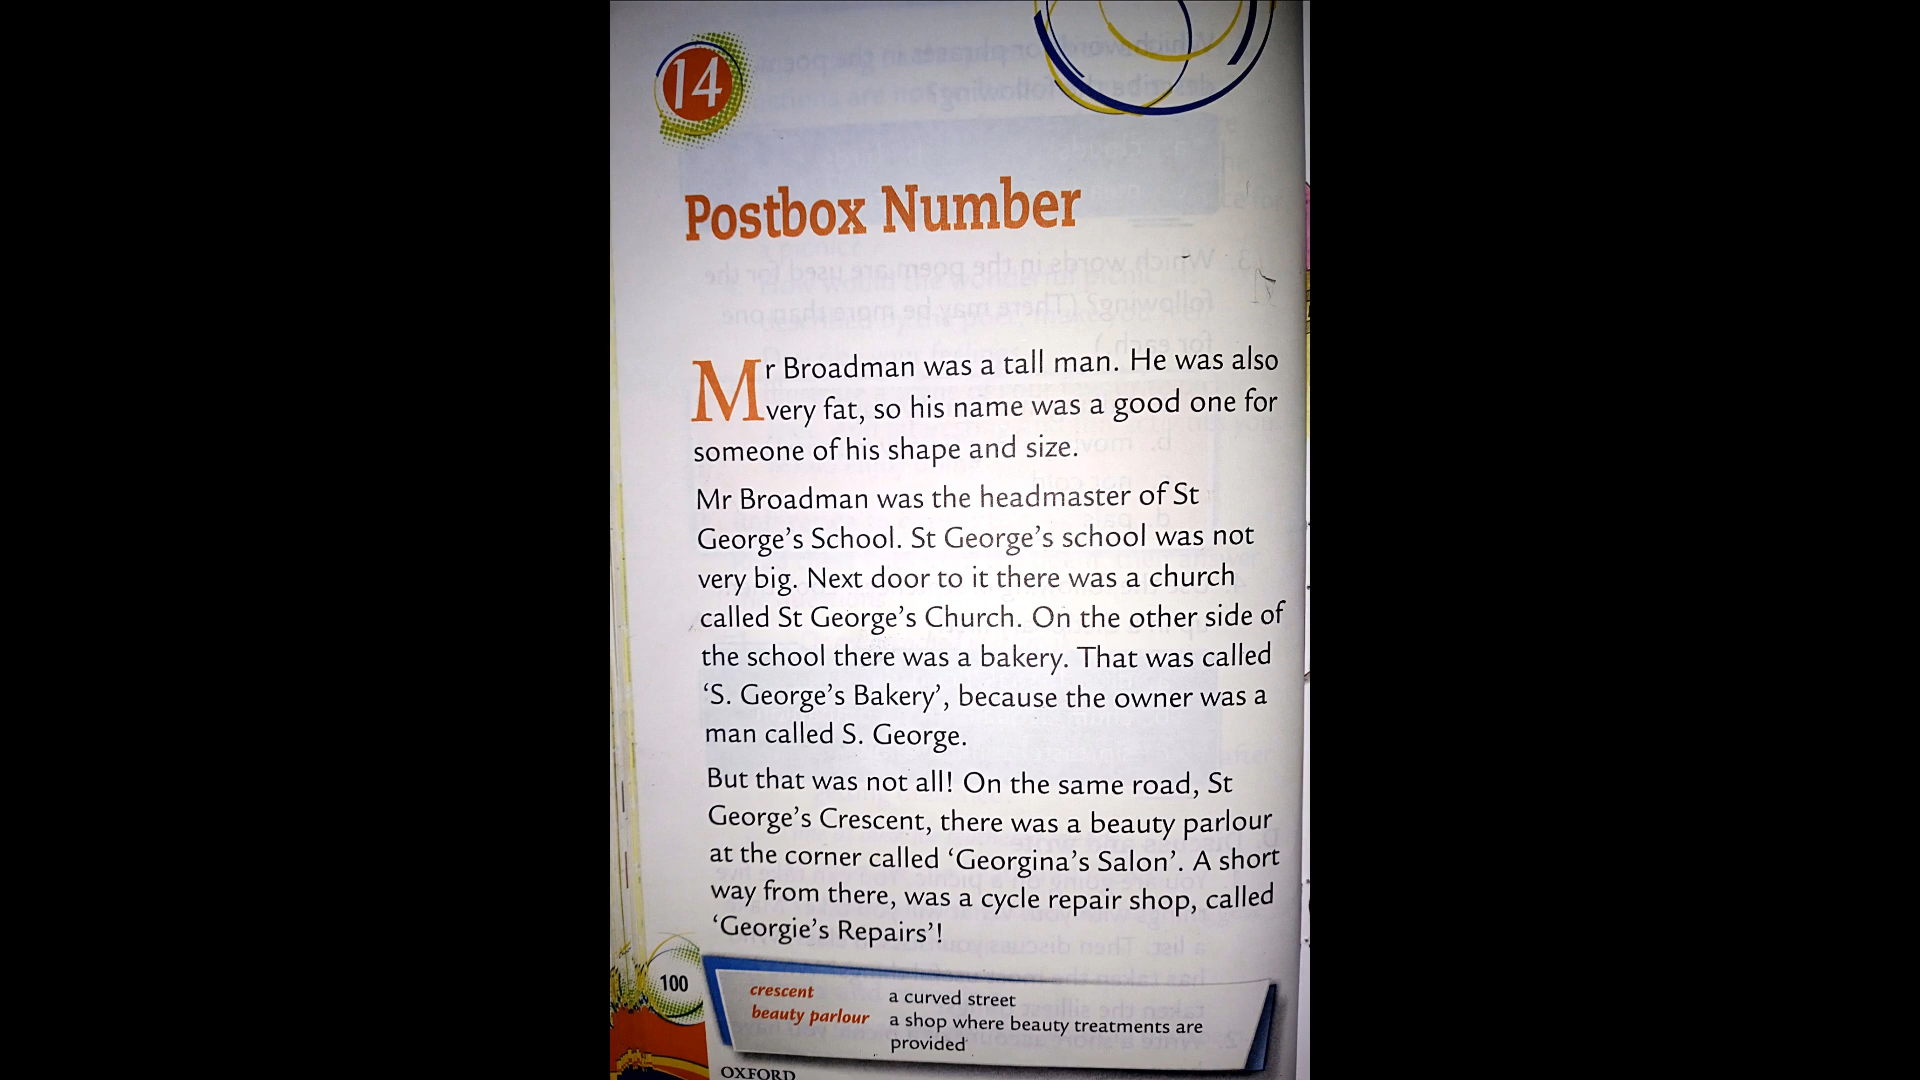 14
Postbox Number
Mr Broadman was a tall man. He was also
very fat, so his name was a good one for
someone of his shape and size.
Mr Broadman was the headmaster of St
George’s School. St George’s school was not
very big. Next door to it there was a church
called St George’s Church. On the other side of
the school there was a bakery. That was called
‘S. George’s Bakery’, because the owner was a
man called S. George.
But that was not all! On the same road, St
George’s Crescent, there was a beauty parlour
at the corner called ‘Georgina’s Salon’. A short
way from there, was a cycle repair shop, called
‘Georgie’s Repairs’!
100
crescent a curved street
beauty parlour a shop where beauty treatments are
provided
OXFORD